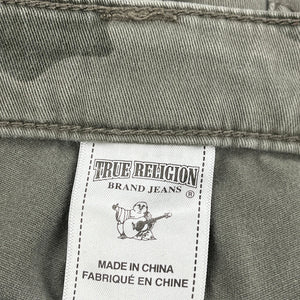 TRUE RELIGION
BRAND JEANS ®
MADE IN CHINA
FABRIQUÉ EN CHINE